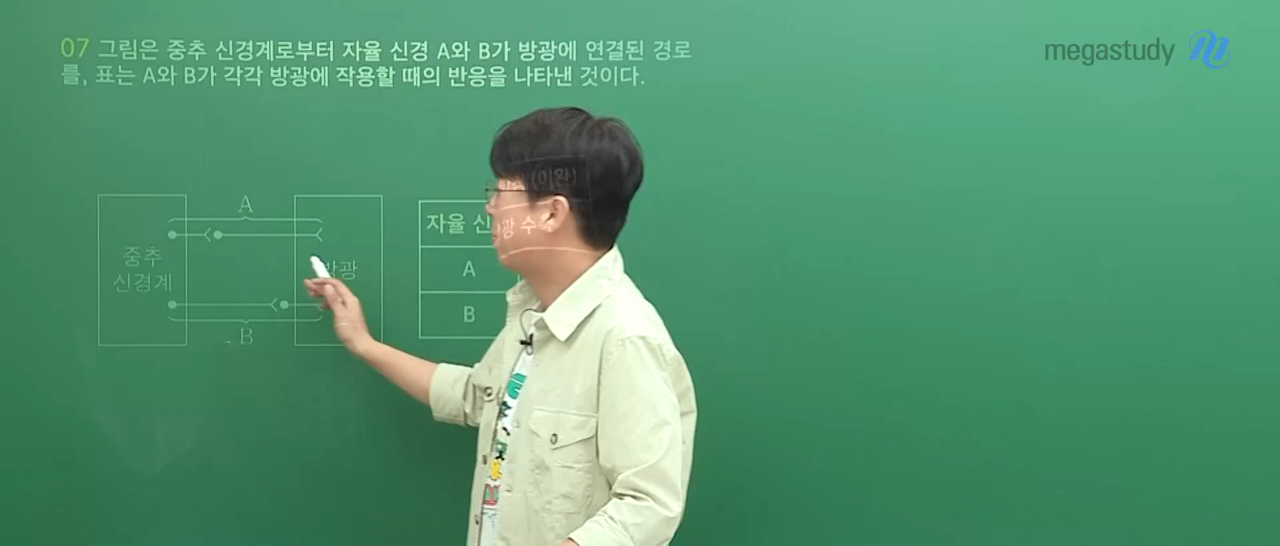 07 그림은 중추 신경계로부터 자율 신경 A와 B가 방광에 연결된 경로
를, 표는 A와 B가 각각 방광에 작용할 때의 반응을 나타낸 것이다.
megastudy
A
중추
신경계
방광
B
자율 신
(이완)
광 수축
A
B